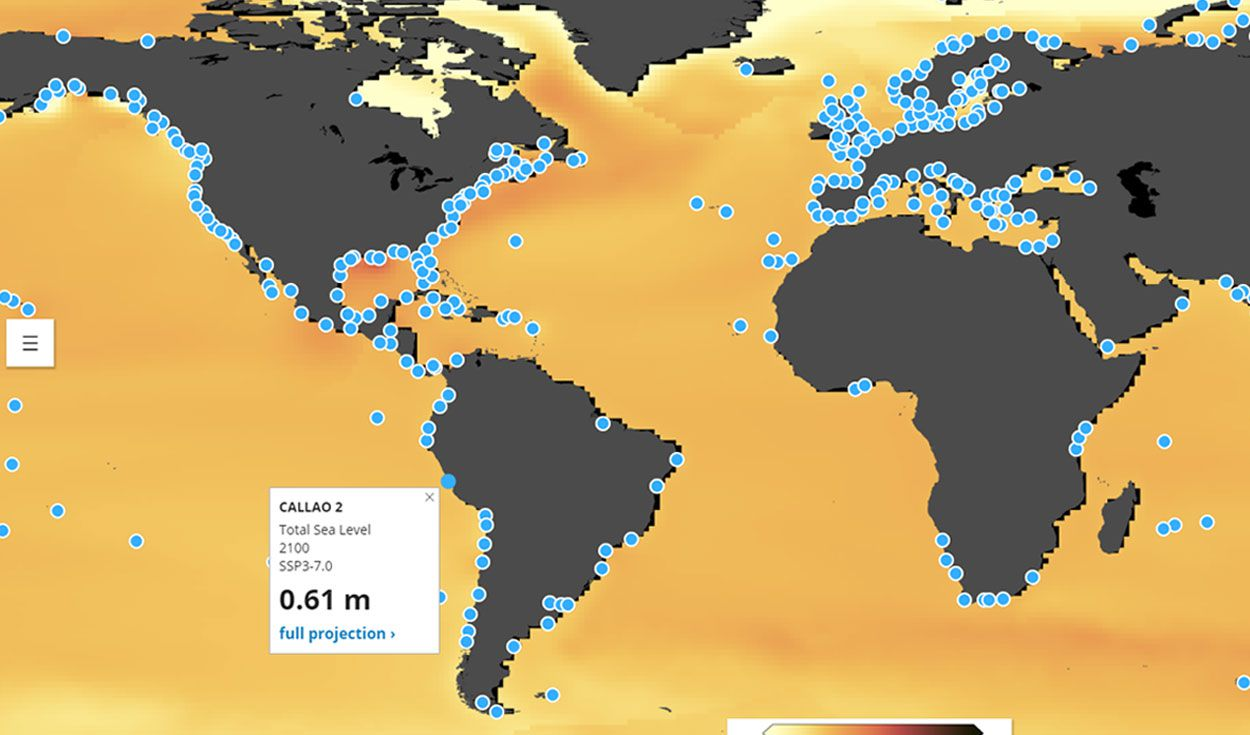 CALLAO 2
Total Sea Level
2100
SSP3-7.0
0.61 m
full projection ›